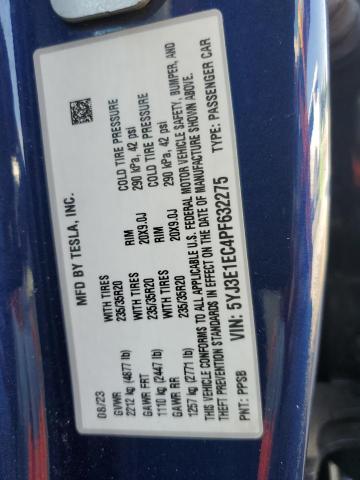 MFD BY TESLA, INC.
08/23
GVWR
2212 kg (4877 lb)
WITH TIRES
235/35R20
RIM
20X9.0J
COLD TIRE PRESSURE
290 kPa, 42 psi
GAWR FRT
1110 kg (2447 lb)
WITH TIRES
235/35R20
RIM
20X9.0J
COLD TIRE PRESSURE
290 kPa, 42 psi
GAWR RR
1257 kg (2771 lb)
WITH TIRES
235/35R20
THIS VEHICLE CONFORMS TO ALL APPLICABLE U.S. FEDERAL MOTOR VEHICLE SAFETY, BUMPER, AND
THEFT PREVENTION STANDARDS IN EFFECT ON THE DATE OF MANUFACTURE SHOWN ABOVE.
VIN: 5YJ3E1EC4PF632275
PNT: PPSB
TYPE: PASSENGER CAR